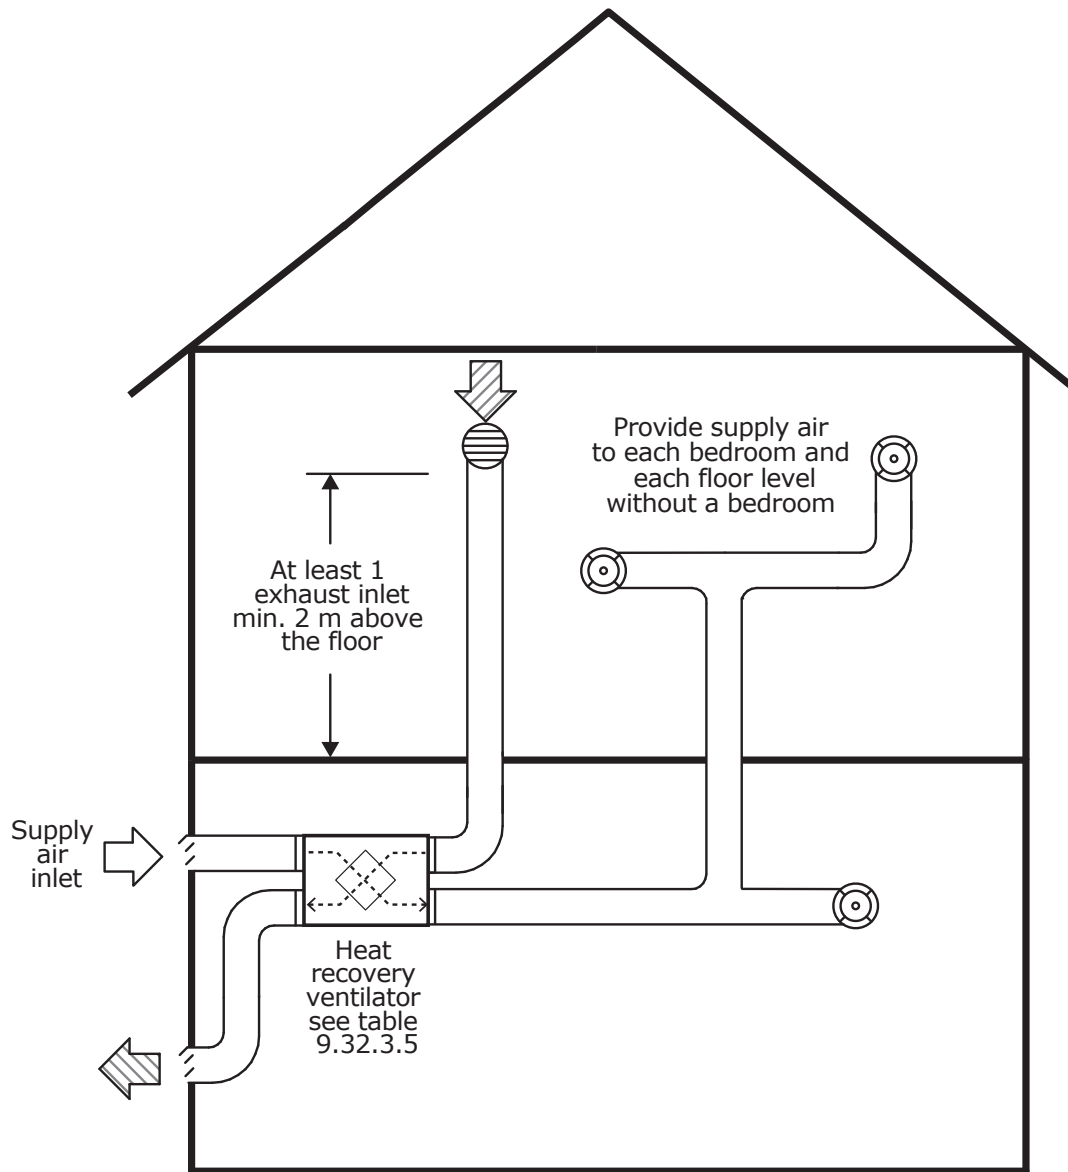 Provide supply air
to each bedroom and
each floor level
without a bedroom
At least 1
exhaust inlet
min. 2 m above
the floor
Supply
air
inlet
Heat
recovery
ventilator
see table
9.32.3.5